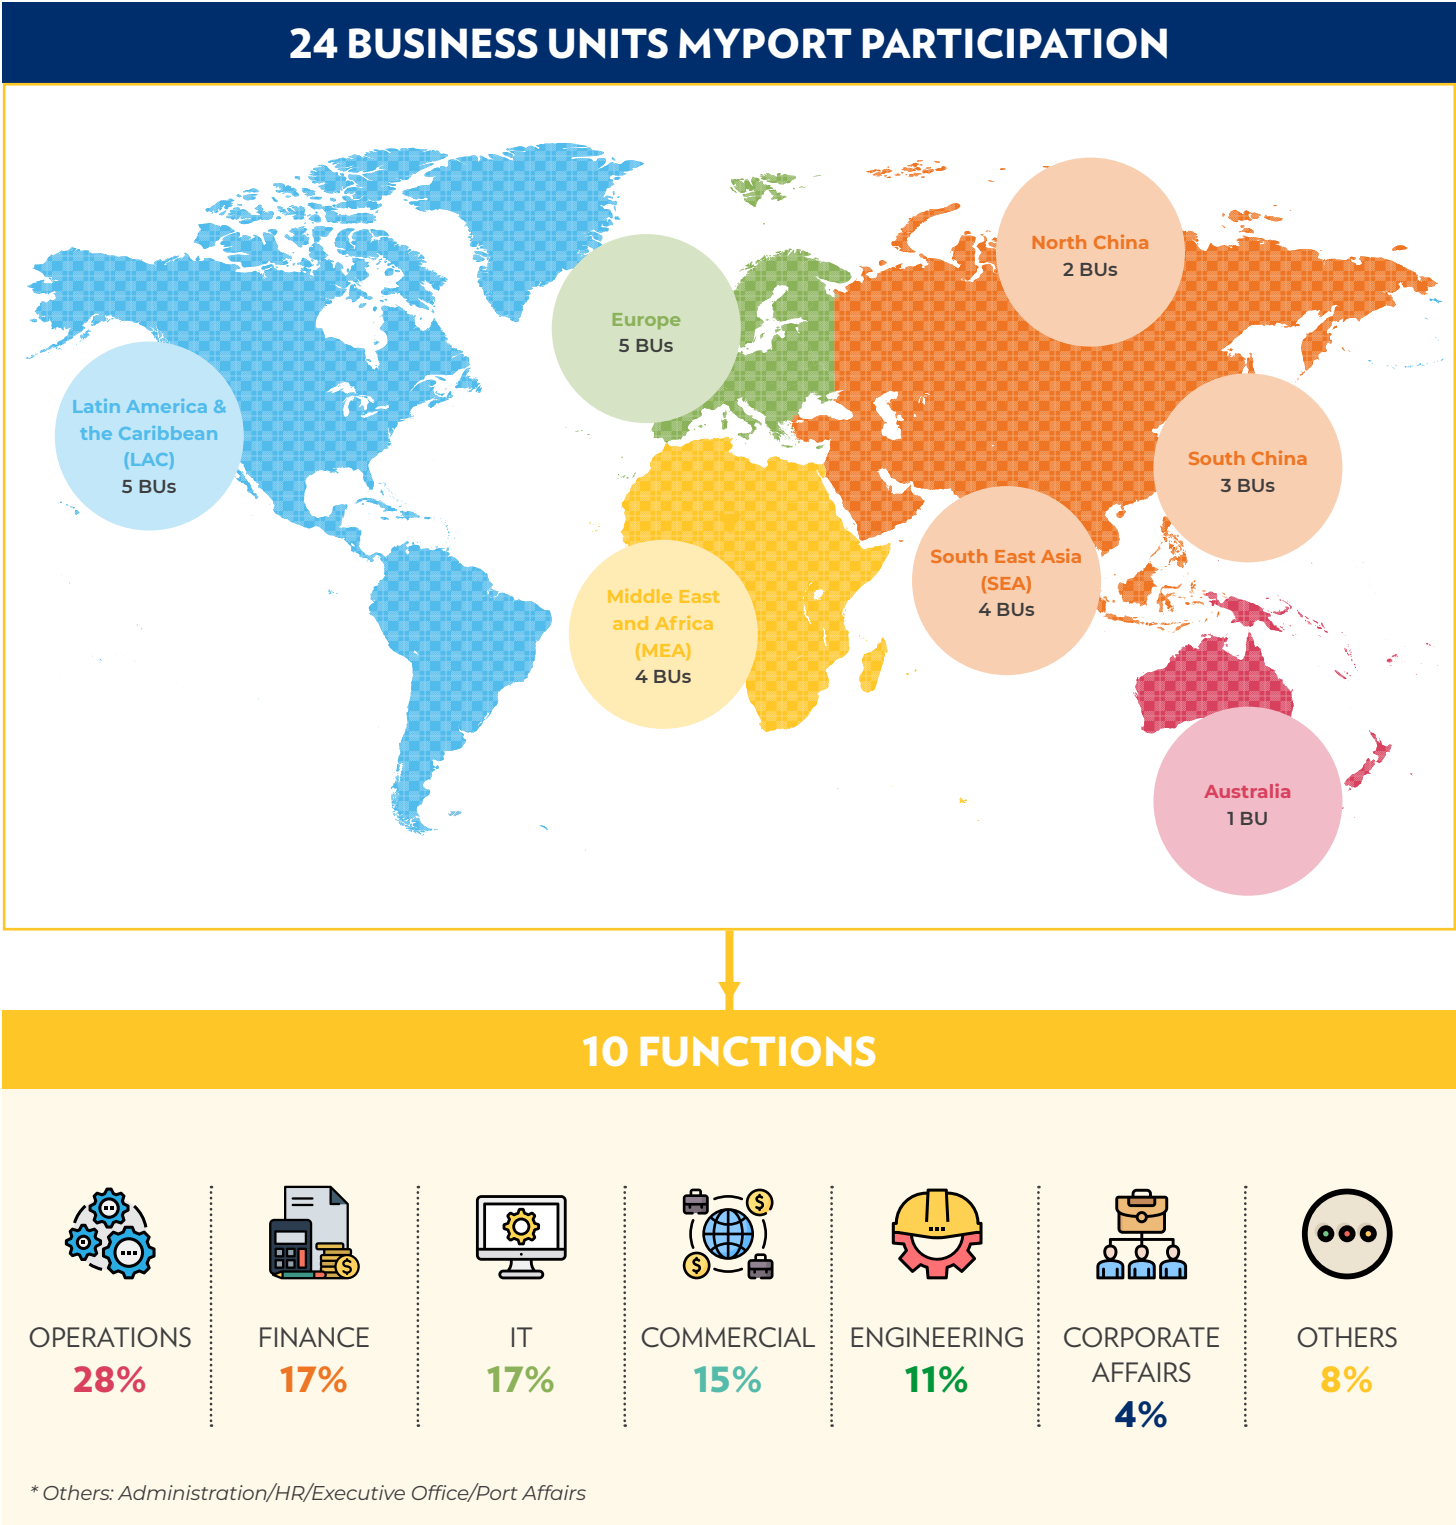 24 BUSINESS UNITS MYPORT PARTICIPATION
North China
2 BUs
Europe
5 BUs
Latin America &
the Caribbean
(LAC)
5 BUs
South China
3 BUs
South East Asia
(SEA)
4 BUs
Middle East
and Africa
(MEA)
4 BUs
Australia
1 BU
10 FUNCTIONS
OPERATIONS
28%
FINANCE
17%
IT
17%
COMMERCIAL
15%
ENGINEERING
11%
CORPORATE
AFFAIRS
4%
OTHERS
8%
* Others: Administration/HR/Executive Office/Port Affairs